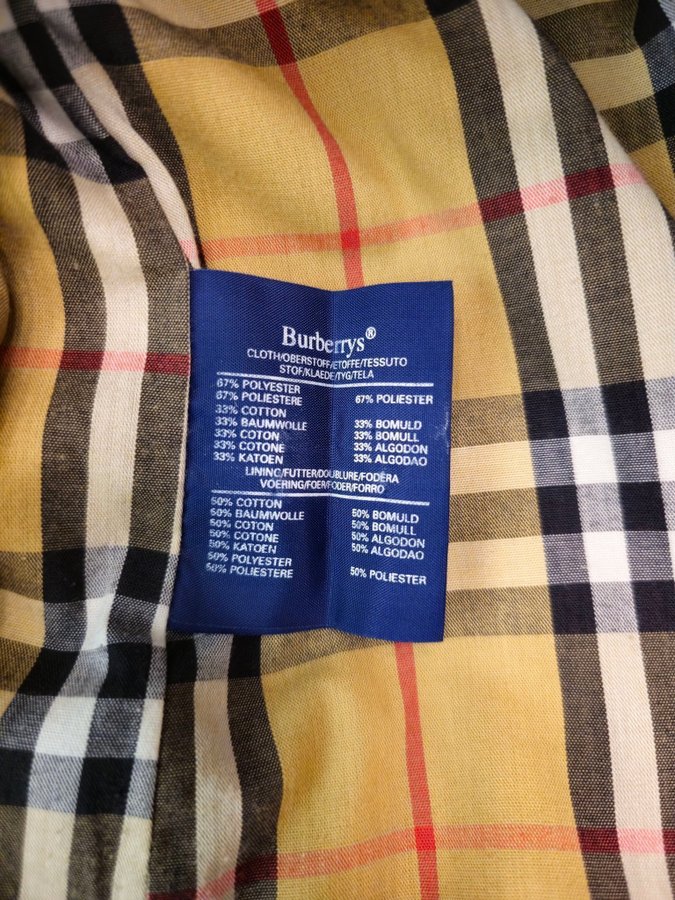 Burberrys®
CLOTH/OBERSTOFF/ETOFFE/TESSUTO
STOF/KLAEDE/TYG/TELA
67% POLYESTER
67% POLIESTERE 67% POLIESTER
33% COTTON
33% BAUMWOLLE 33% BOMULD
33% COTON 33% BOMULL
33% COTONE 33% ALGODON
33% KATOEN 33% ALGODAO
LINING/FUTTER/DOUBLURE/FODERA
VOERING/FOER/FODER/FORRO
50% COTTON
50% BAUMWOLLE 50% BOMULD
50% COTON 50% BOMULL
50% COTONE 50% ALGODON
50% KATOEN 50% ALGODAO
50% POLYESTER
50% POLIESTERE 50% POLIESTER